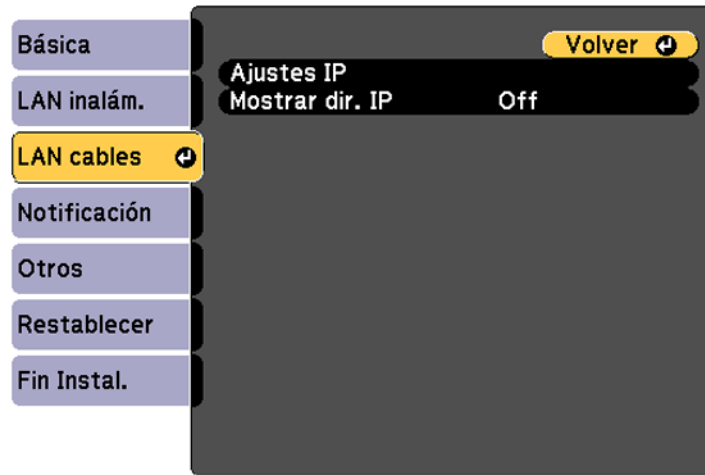 Básica
LAN inalám.
LAN cables
Notificación
Otros
Restablecer
Fin Instal.
Volver
Ajustes IP
Mostrar dir. IP Off